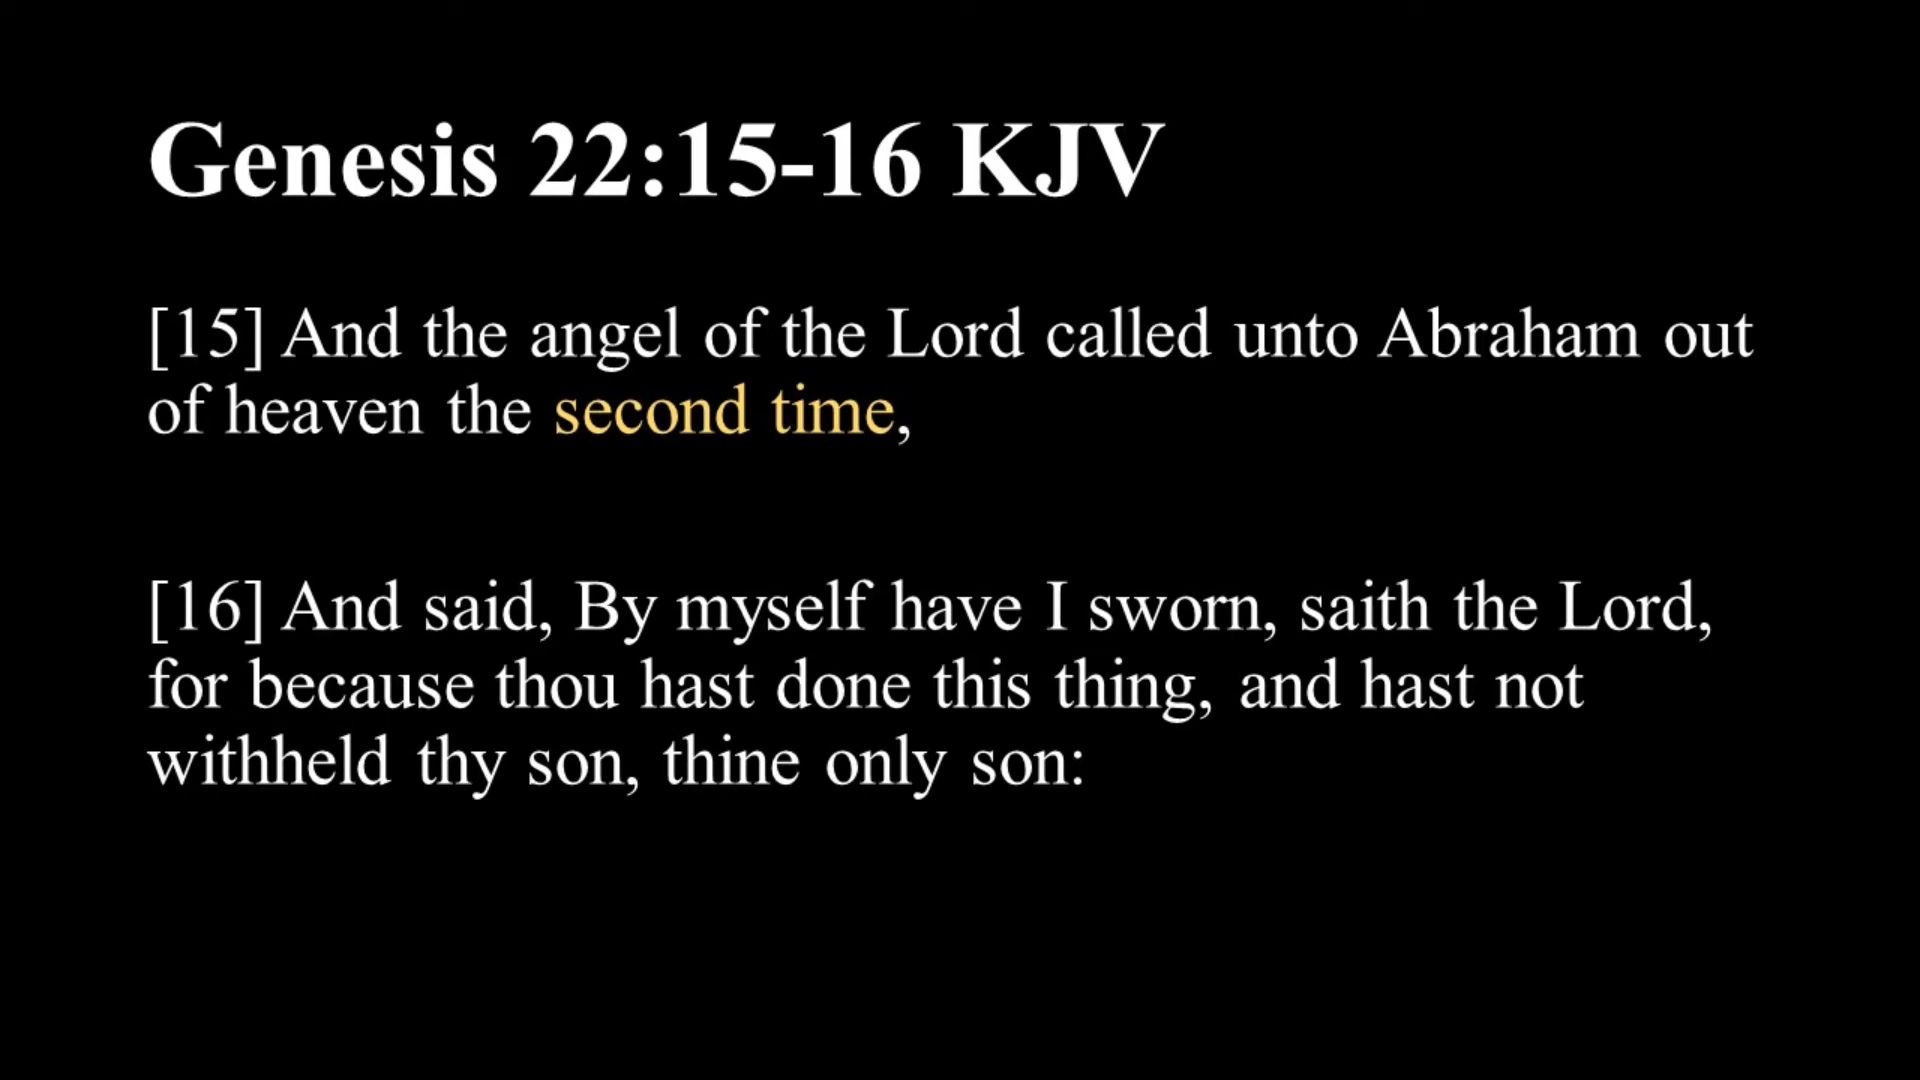 Genesis 22:15-16 KJV
[15] And the angel of the Lord called unto Abraham out
of heaven the second time,
[16] And said, By myself have I sworn, saith the Lord,
for because thou hast done this thing, and hast not
withheld thy son, thine only son: